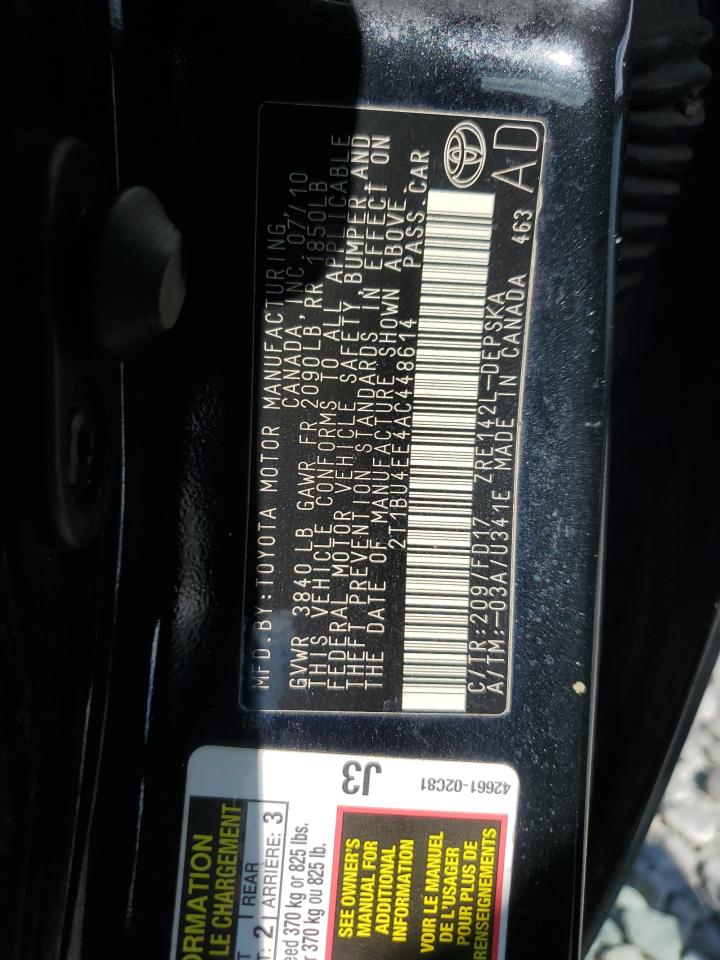 MFD.BY:TOYOTA MOTOR MANUFACTURING
CANADA, INC. 07/10
GVWR 3840 LB GAWR FR 2090 LB RR 1850LB
THIS VEHICLE CONFORMS TO ALL APPLICABLE
FEDERAL MOTOR VEHICLE SAFETY, BUMPER, AND
THEFT PREVENTION STANDARDS IN EFFECT ON
THE DATE OF MANUFACTURE SHOWN ABOVE.
2T1BU4EE4AC448614 PASS. CAR
C/TR:209/FD17 ZRE142L-DEPSKA
A/TM:-03A/U341E MADE IN CANADA 463
AD
J3
42661-02C81
LE CHARGEMENT
REAR
2 ARRIÈRE: 3
370 kg or 825 lbs.
370 kg ou 825 lb.
SEE OWNER'S
MANUAL FOR
ADDITIONAL
INFORMATION
VOIR LE MANUEL
DE L'USAGER
POUR PLUS DE
RENSEIGNEMENTS